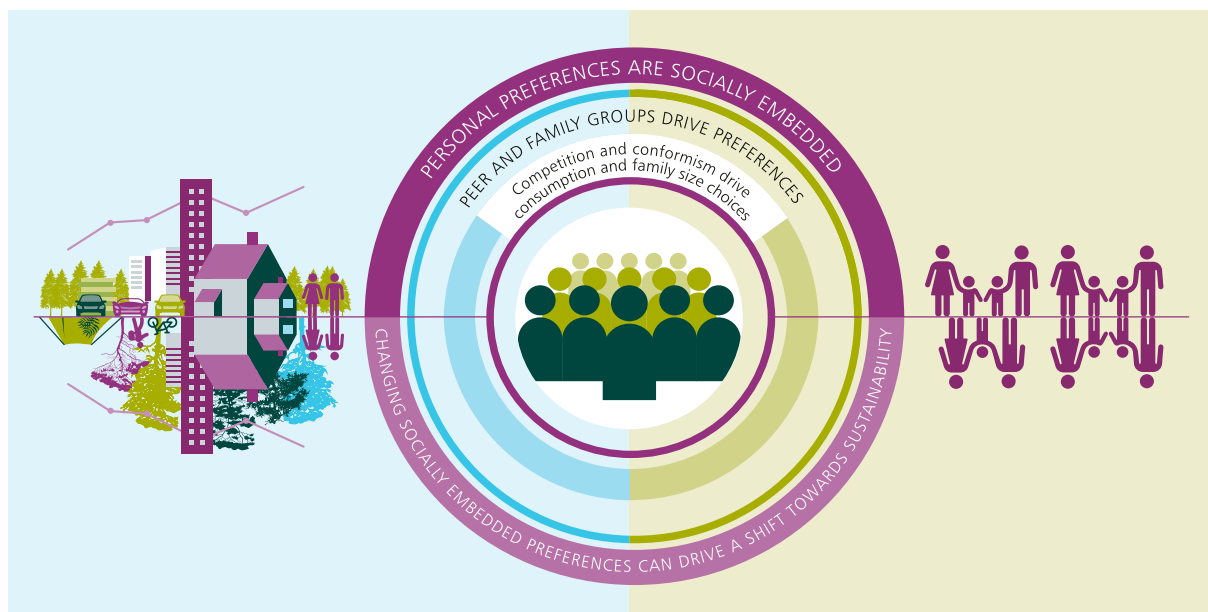 PERSONAL PREFERENCES ARE SOCIALLY EMBEDDED
PEER AND FAMILY GROUPS DRIVE PREFERENCES
Competition and conformism drive
consumption and family size choices
CHANGING SOCIALLY EMBEDDED PREFERENCES CAN DRIVE A SHIFT TOWARDS SUSTAINABILITY